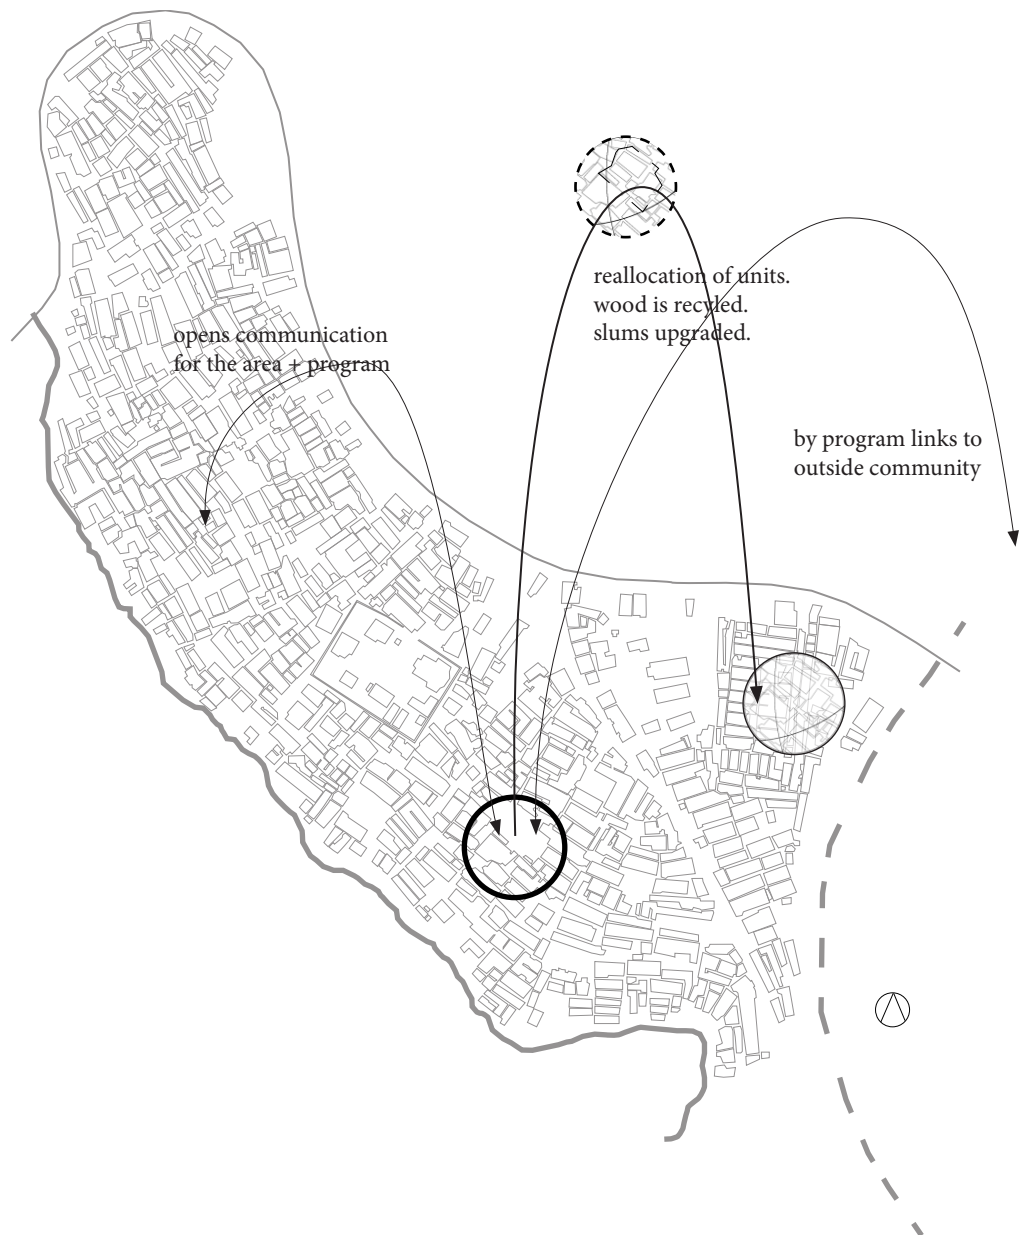 reallocation of units.
wood is recyled.
slums upgraded.
opens communication
for the area + program
by program links to
outside community